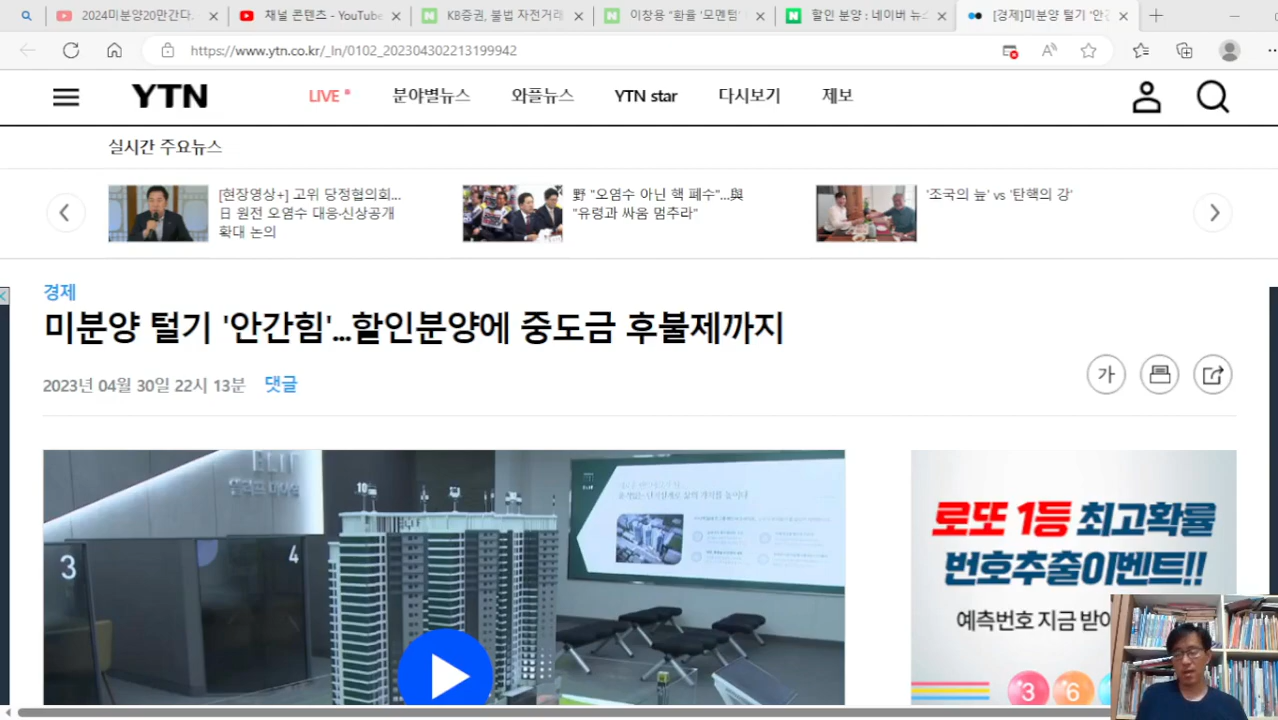 2024미분양20만간다.
채널 콘텐츠 - YouTube
KB증권, 불법 자전거래
이창용 "환율 '모멘텀'
할인 분양 : 네이버 뉴스
[경제]미분양 털기 '안간
https://www.ytn.co.kr/_ln/0102_202304302213199942
YTN
LIVE
분야별뉴스
와플뉴스
YTN star
다시보기
제보
실시간 주요뉴스
[현장영상+] 고위 당정협의회...
日 원전 오염수 대응·신상공개
확대 논의
野 "오염수 아닌 핵 폐수"...與
"유령과 싸움 멈추라"
'조국의 늪' vs '탄핵의 강'
경제
미분양 털기 '안간힘'...할인분양에 중도금 후불제까지
2023년 04월 30일 22시 13분 댓글
가
3
4
10
로또 1등 최고확률
번호추출이벤트!!
예측번호 지금 받아
3 6